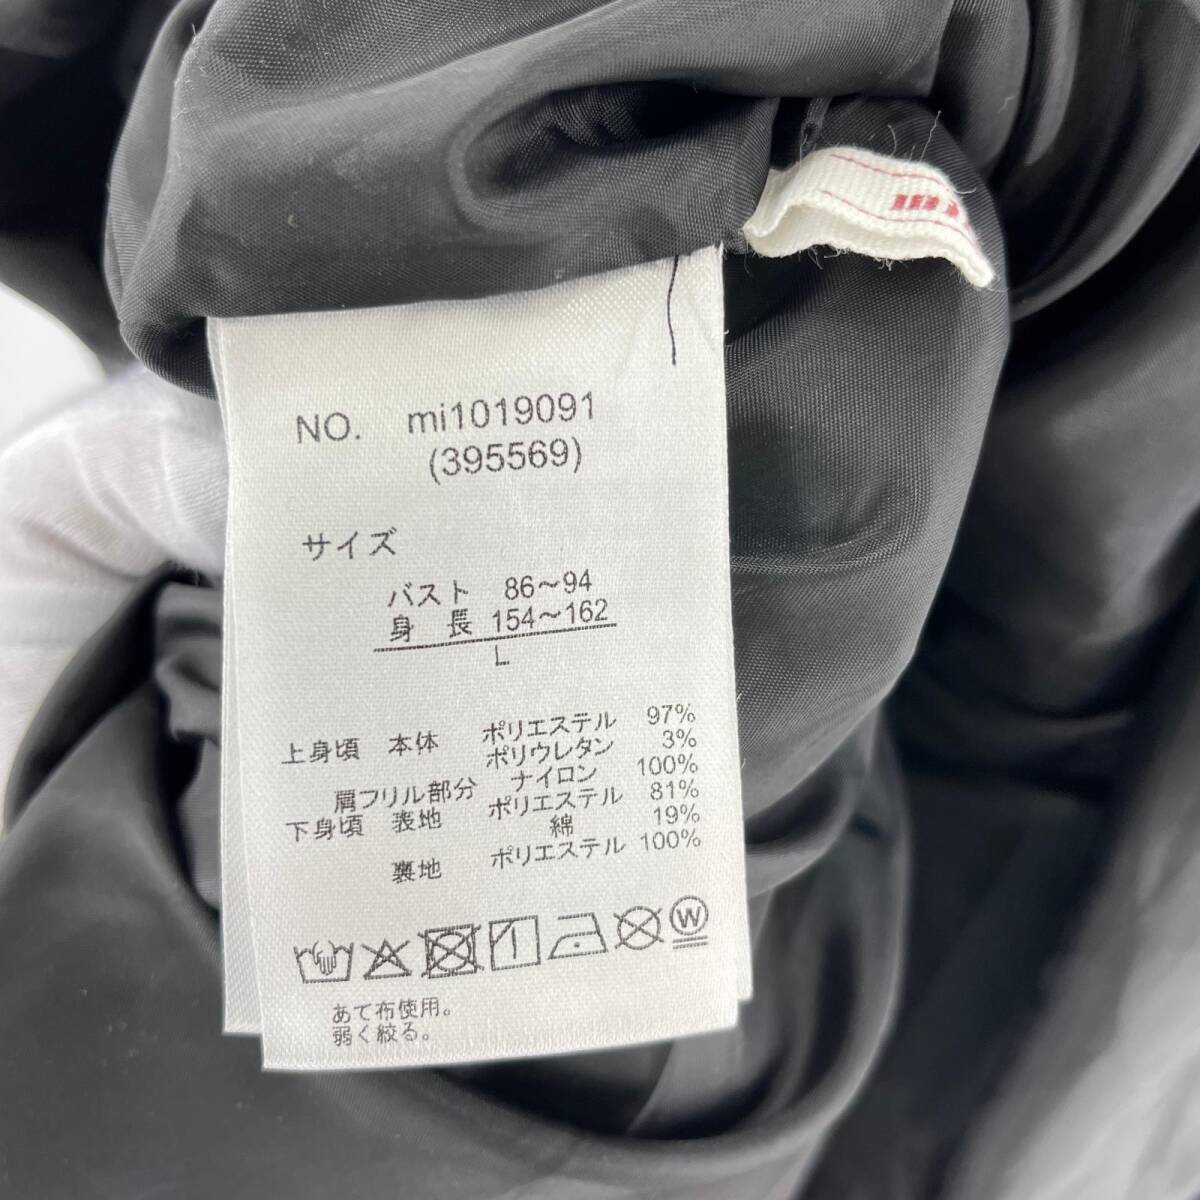 NO. mi1019091
(395569)
サイズ
バスト 86～94
身 長 154～162
L
上身頃 本体 ポリエステル 97%
ポリウレタン 3%
肩フリル部分 ナイロン 100%
下身頃 表地 ポリエステル 81%
綿 19%
裏地 ポリエステル 100%
W
あて布使用。
弱く絞る。